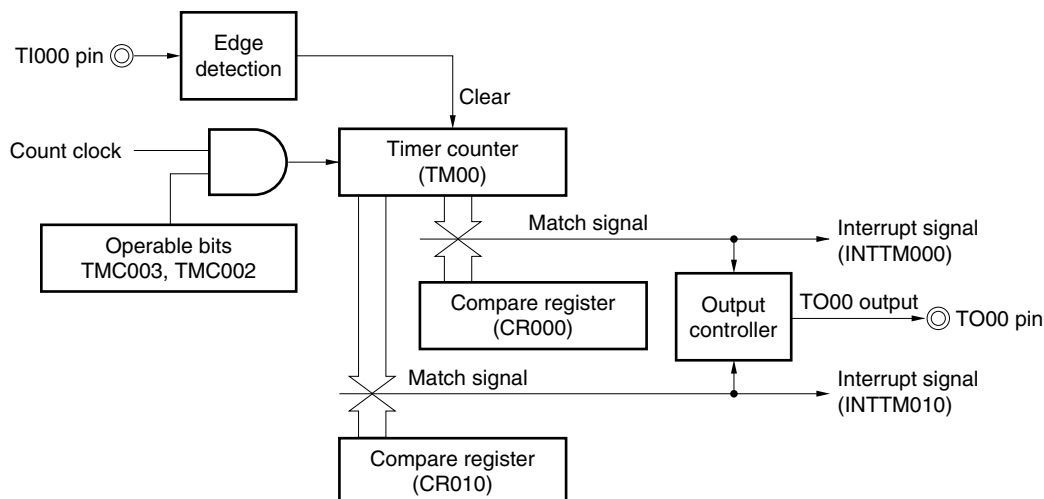 TI000 pin
Edge
detection
Clear
Count clock
Timer counter
(TM00)
Operable bits
TMC003, TMC002
Match signal
Interrupt signal
(INTTM000)
Compare register
(CR000)
Output
controller
TO00 output
TO00 pin
Match signal
Interrupt signal
(INTTM010)
Compare register
(CR010)